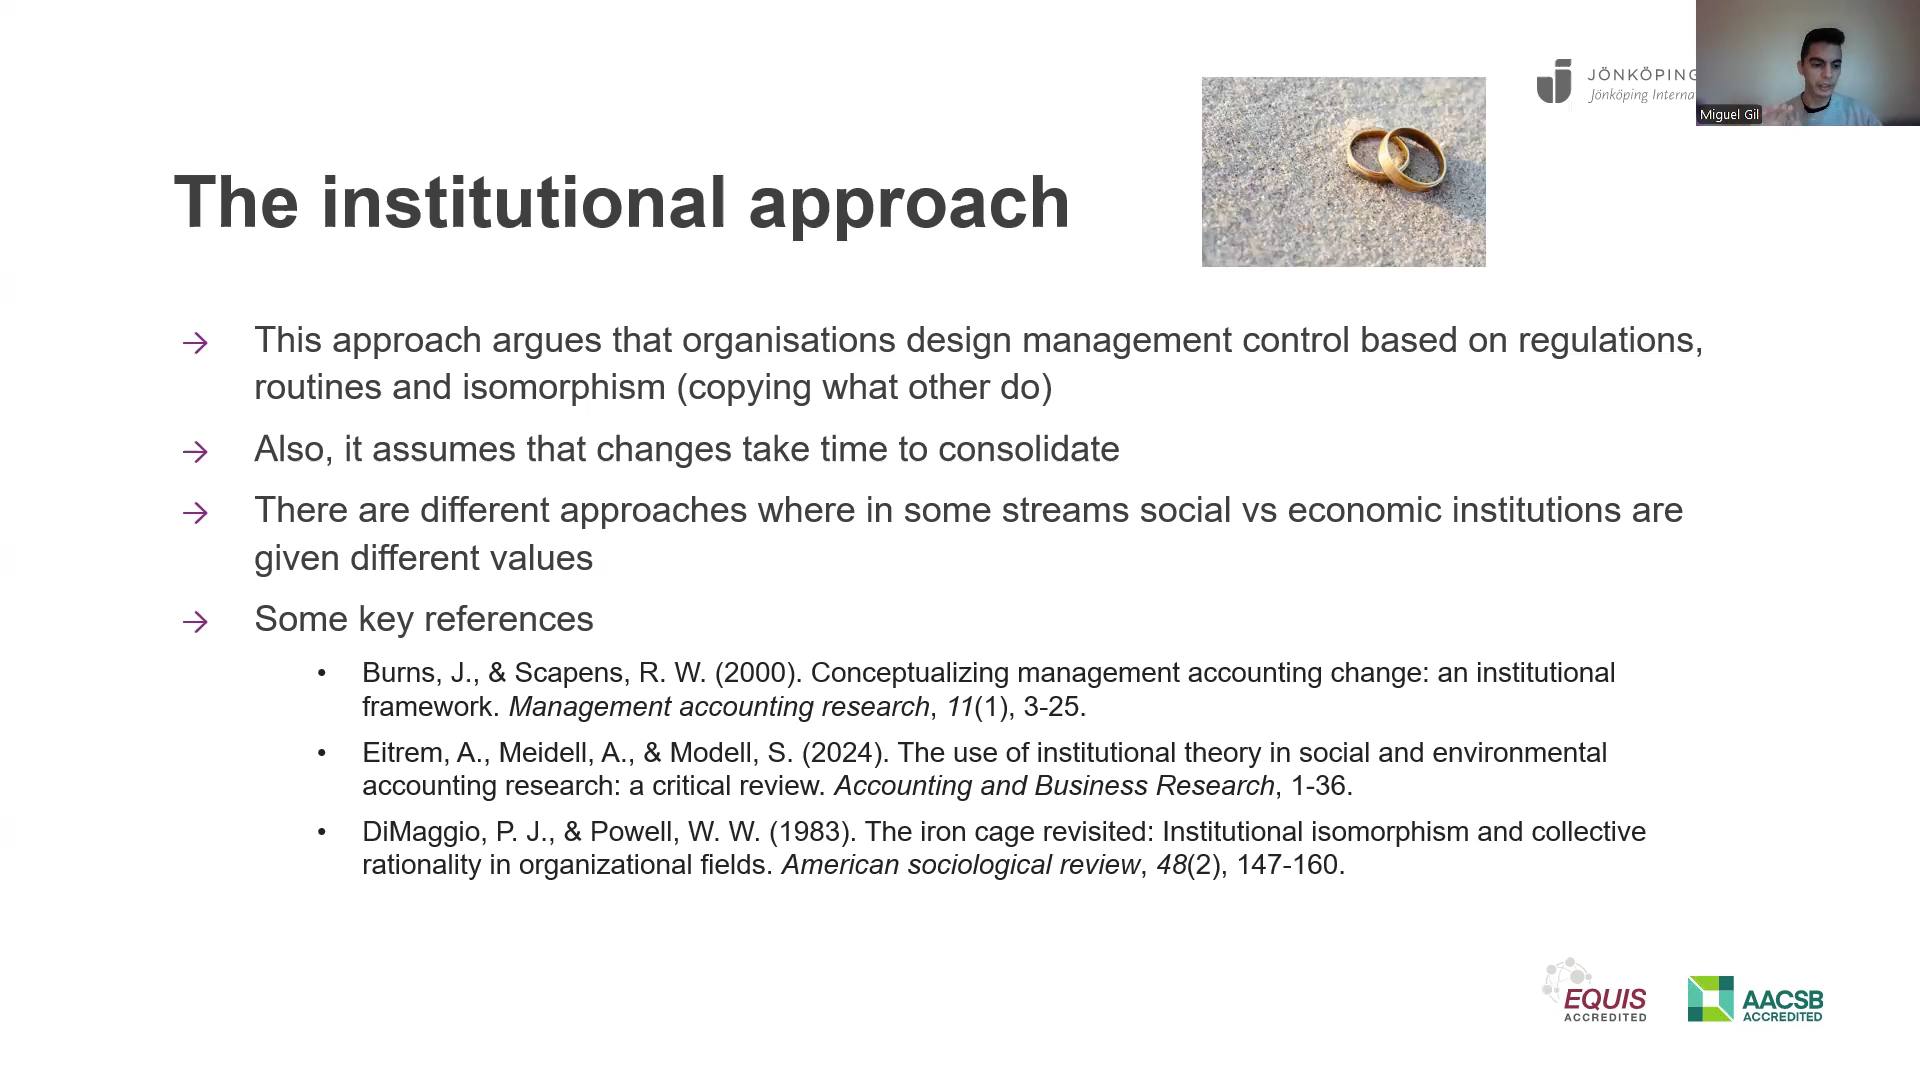 JÖNKÖPING
Jönköping Interna
Miguel Gil
The institutional approach
This approach argues that organisations design management control based on regulations,
routines and isomorphism (copying what other do)
Also, it assumes that changes take time to consolidate
There are different approaches where in some streams social vs economic institutions are
given different values
Some key references
• Burns, J., & Scapens, R. W. (2000). Conceptualizing management accounting change: an institutional
framework. Management accounting research, 11(1), 3-25.
• Eitrem, A., Meidell, A., & Modell, S. (2024). The use of institutional theory in social and environmental
accounting research: a critical review. Accounting and Business Research, 1-36.
• DiMaggio, P. J., & Powell, W. W. (1983). The iron cage revisited: Institutional isomorphism and collective
rationality in organizational fields. American sociological review, 48(2), 147-160.
EQUIS
ACCREDITED
AACSB
ACCREDITED